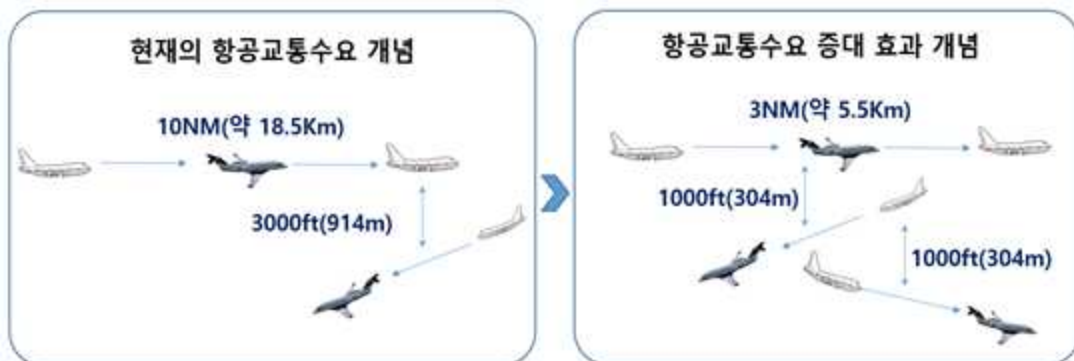 현재의 항공교통수요 개념
10NM(약 18.5Km)
3000ft(914m)
항공교통수요 증대 효과 개념
3NM(약 5.5Km)
1000ft(304m)
1000ft(304m)